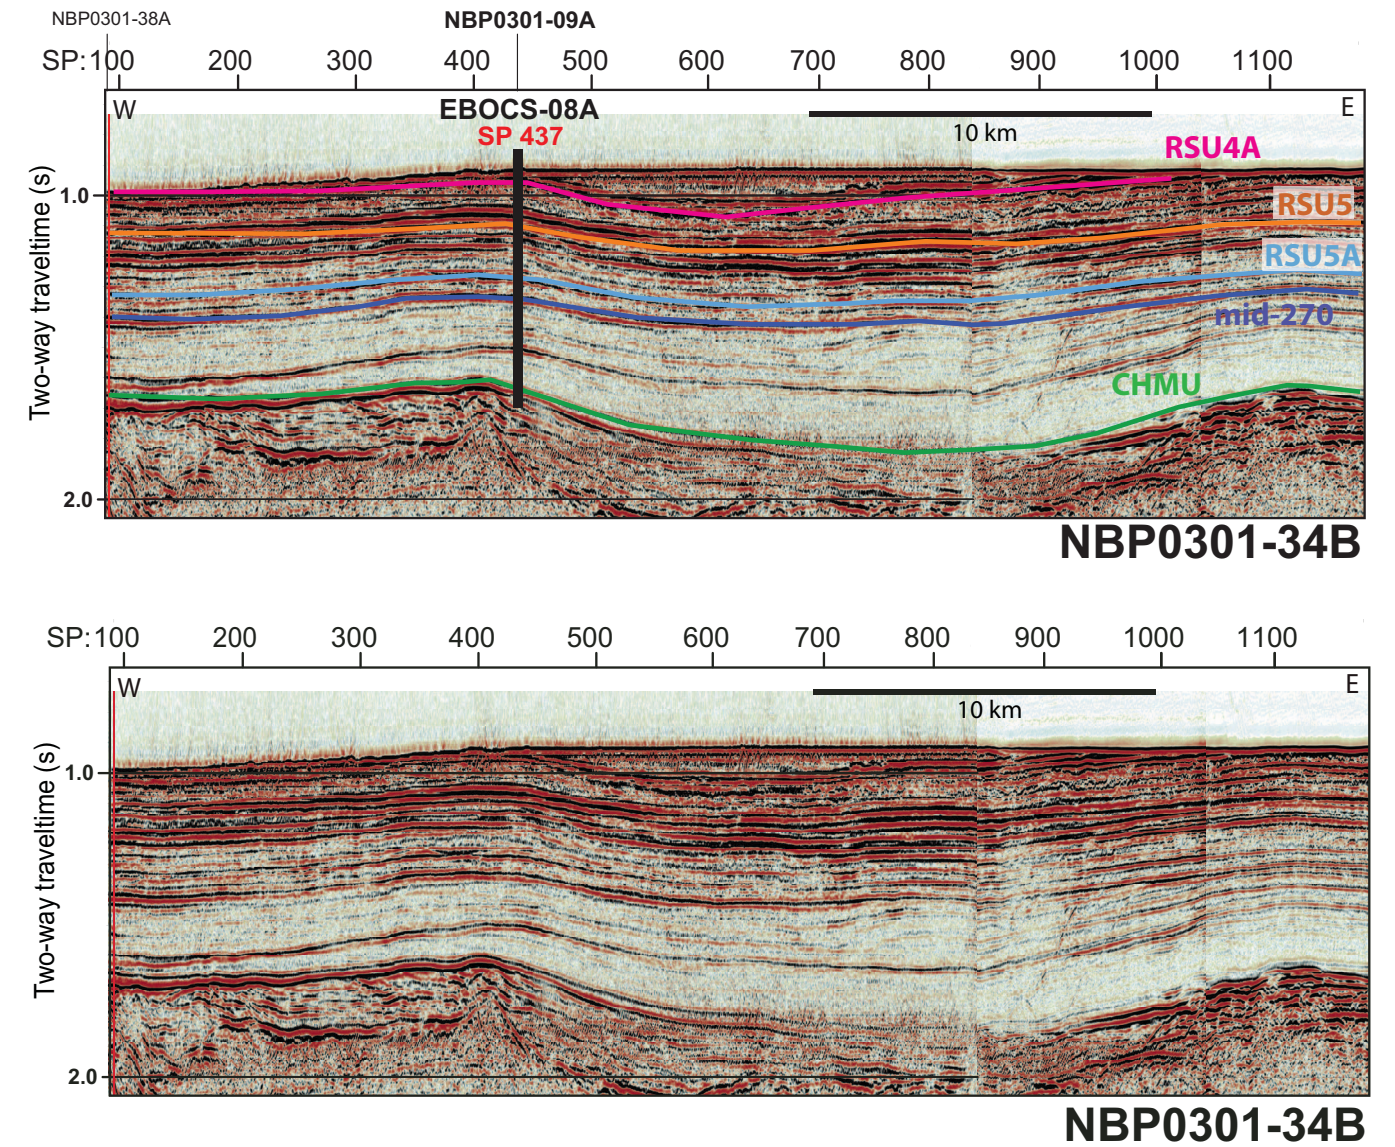 NBP0301-38A
NBP0301-09A
SP:100 200 300 400 500 600 700 800 900 1000 1100
W
EBOCS-08A
E
SP 437
10 km
RSU4A
1.0
RSU5
RSU5A
mid-270
CHMU
2.0
Two-way traveltime (s)
NBP0301-34B
SP:100 200 300 400 500 600 700 800 900 1000 1100
W
E
10 km
1.0
2.0
Two-way traveltime (s)
NBP0301-34B